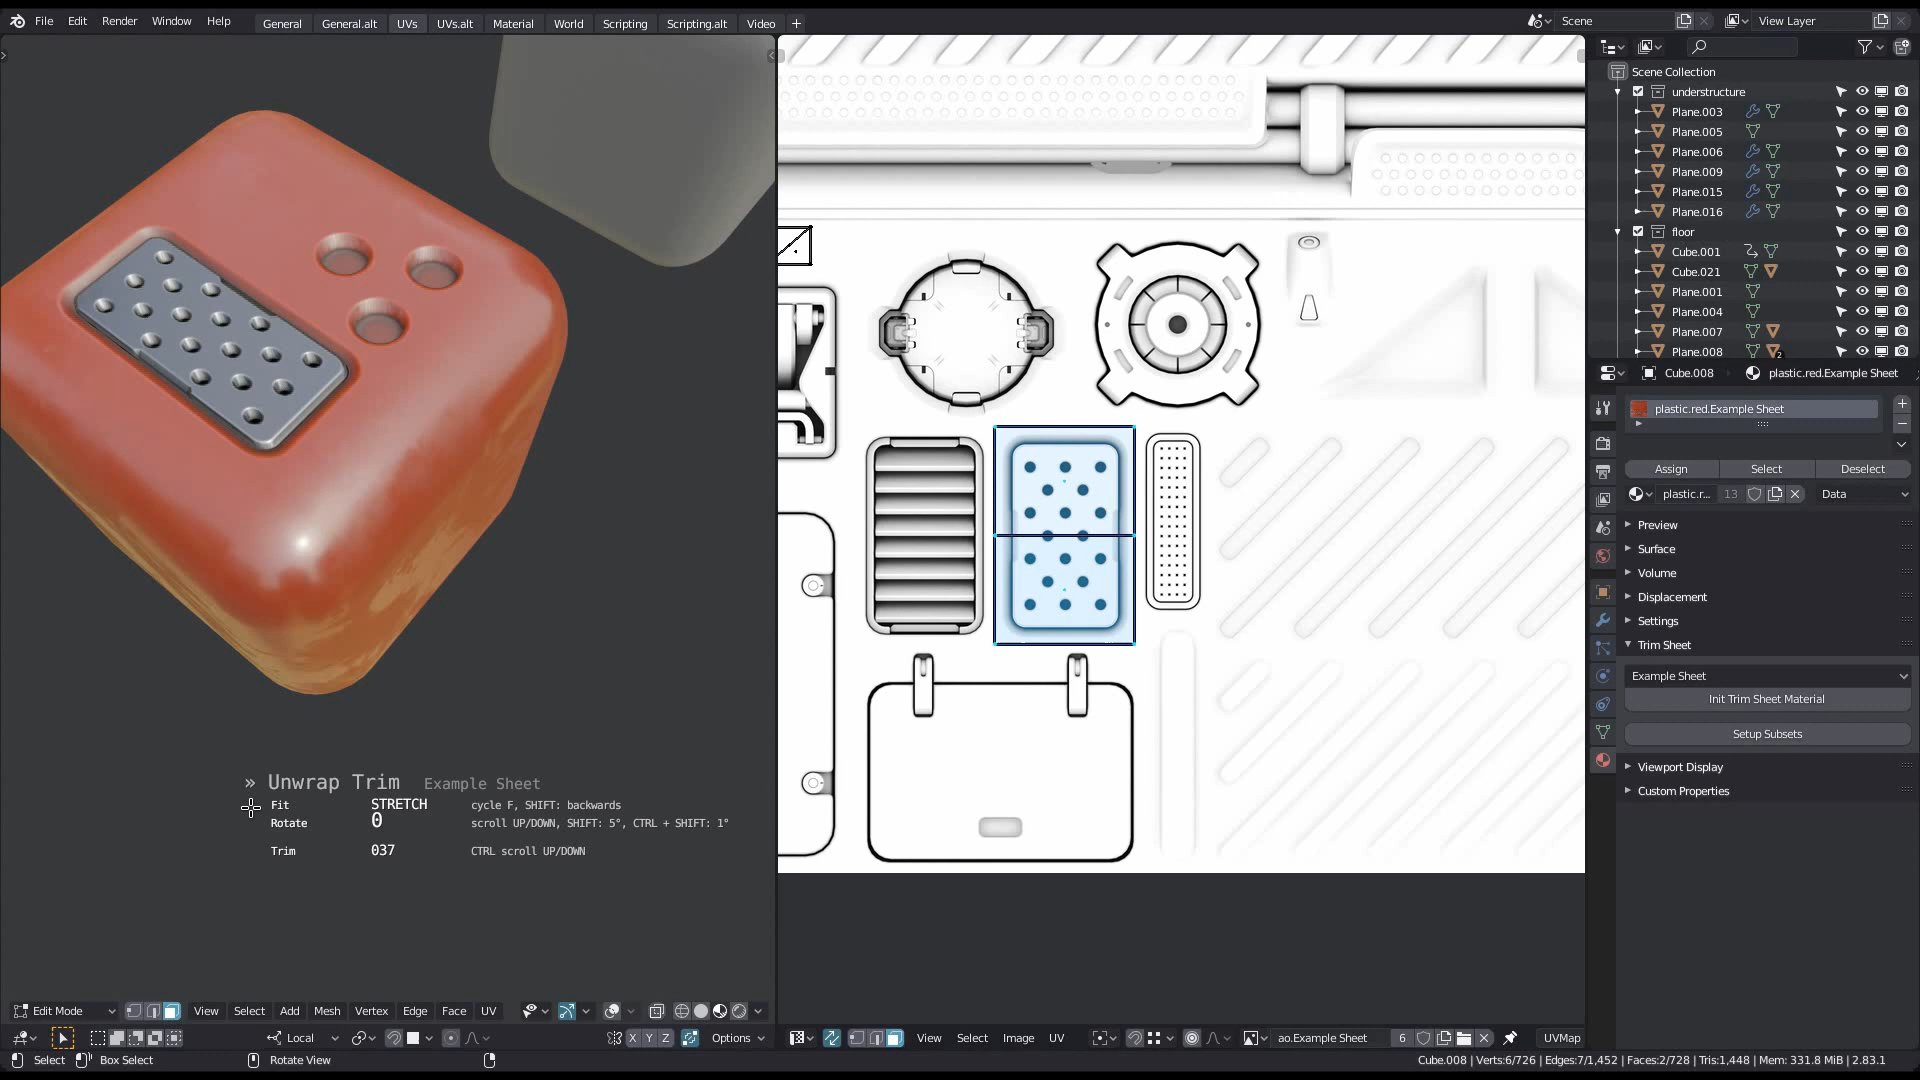 File Edit Render Window Help
General General.alt UVs UVs.alt Material World Scripting Scripting.alt Video +
Scene View Layer
Scene Collection
understructure
Plane.003
Plane.005
Plane.006
Plane.009
Plane.015
Plane.016
floor
Cube.001
Cube.021
Plane.001
Plane.004
Plane.007
Plane.008
2
Cube.008 plastic.red.Example Sheet
plastic.red.Example Sheet
Assign Select Deselect
plastic.r... 13 Data
Preview
Surface
Volume
Displacement
Settings
Trim Sheet
Example Sheet
Init Trim Sheet Material
Setup Subsets
Viewport Display
Custom Properties
» Unwrap Trim Example Sheet
Fit STRETCH cycle F, SHIFT: backwards
Rotate 0 scroll UP/DOWN, SHIFT: 5°, CTRL + SHIFT: 1°
Trim 037 CTRL scroll UP/DOWN
Edit Mode View Select Add Mesh Vertex Edge Face UV
Local X Y Z Options
View Select Image UV ao.Example Sheet 6 UVMap
Select Box Select Rotate View
Cube.008 | Verts:6/726 | Edges:7/1,452 | Faces:2/728 | Tris:1,448 | Mem: 331.8 MiB | 2.83.1